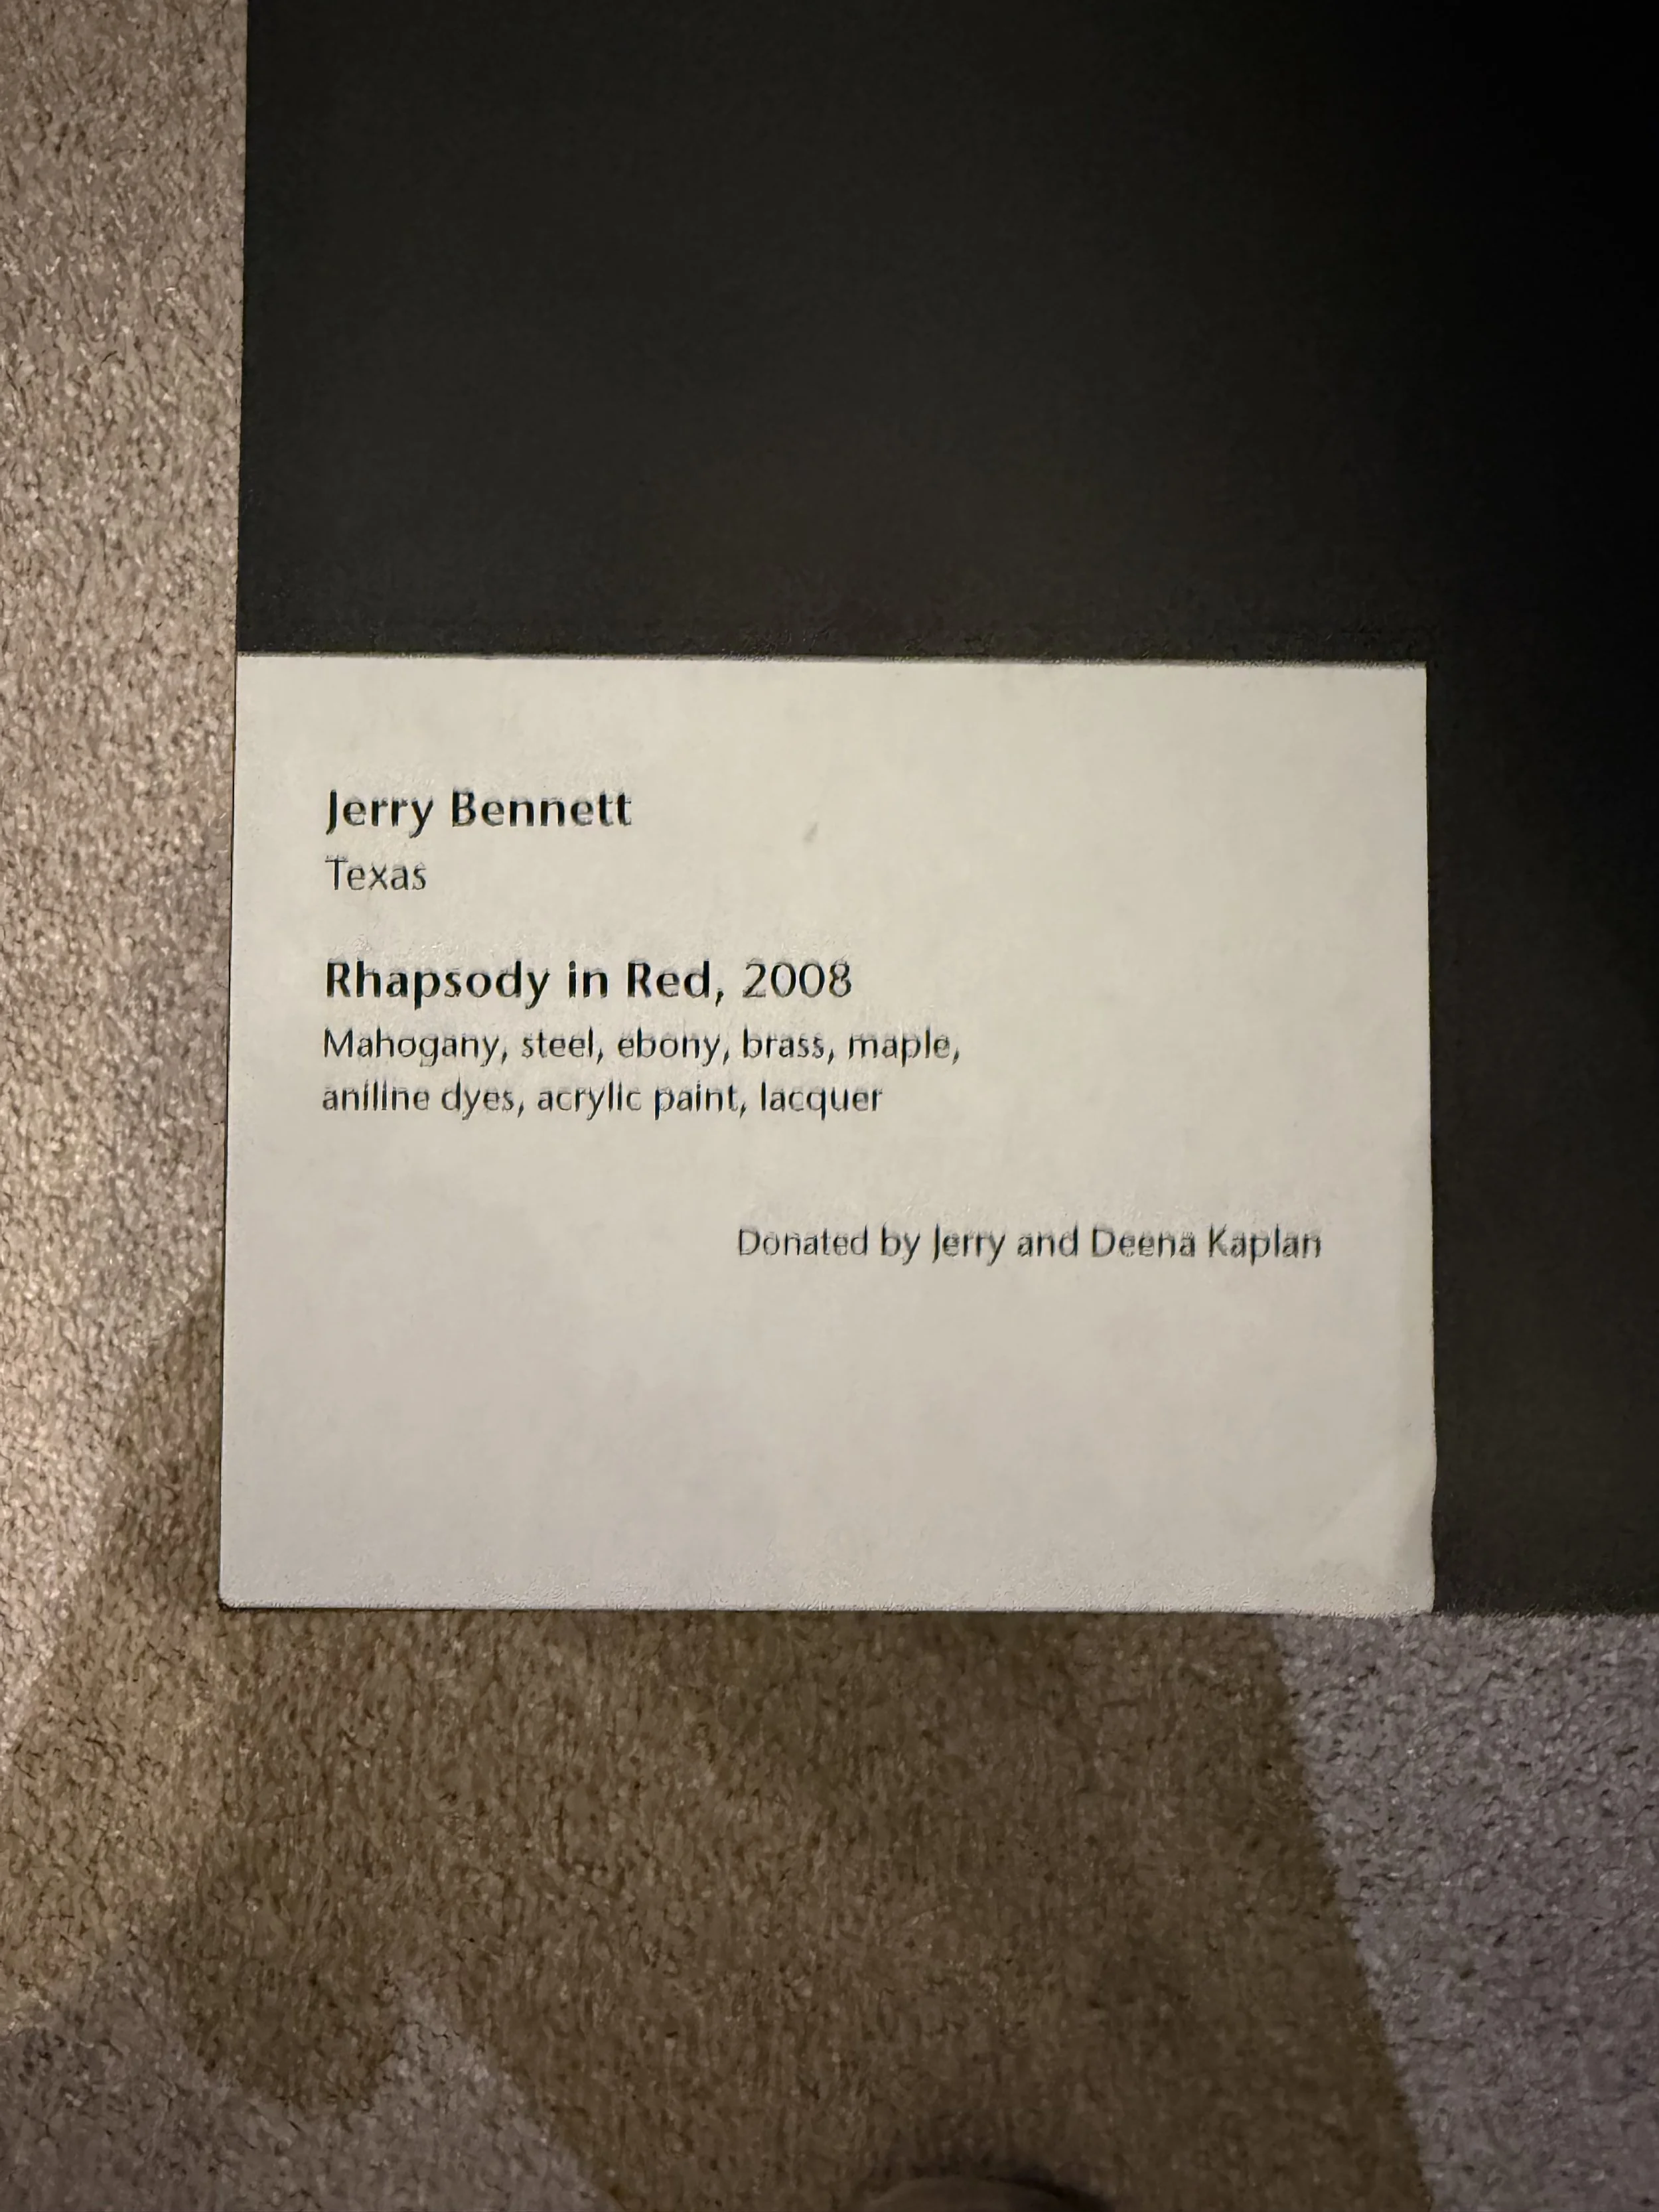 Jerry Bennett
Texas
Rhapsody in Red, 2008
Mahogany, steel, ebony, brass, maple,
aniline dyes, acrylic paint, lacquer
Donated by Jerry and Deena Kaplan